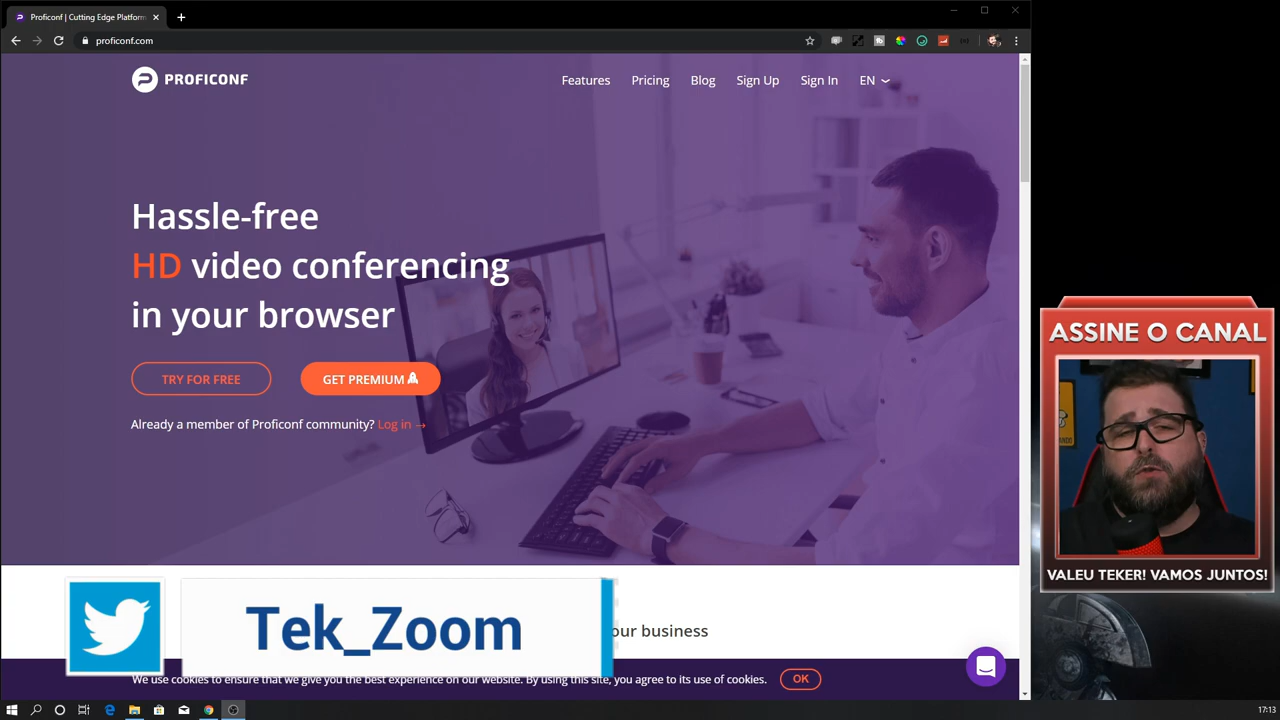 Proficonf | Cutting Edge Platform
proficonf.com
PROFICONF
Features Pricing Blog Sign Up Sign In EN
Hassle-free
HD video conferencing
in your browser
TRY FOR FREE
GET PREMIUM
Already a member of Proficonf community? Log in →
ASSINE O CANAL
VALEU TEKER! VAMOS JUNTOS!
Tek_Zoom
our business
We use cookies to ensure that we give you the best experience on our website. By using this site, you agree to its use of cookies.
OK
17:13